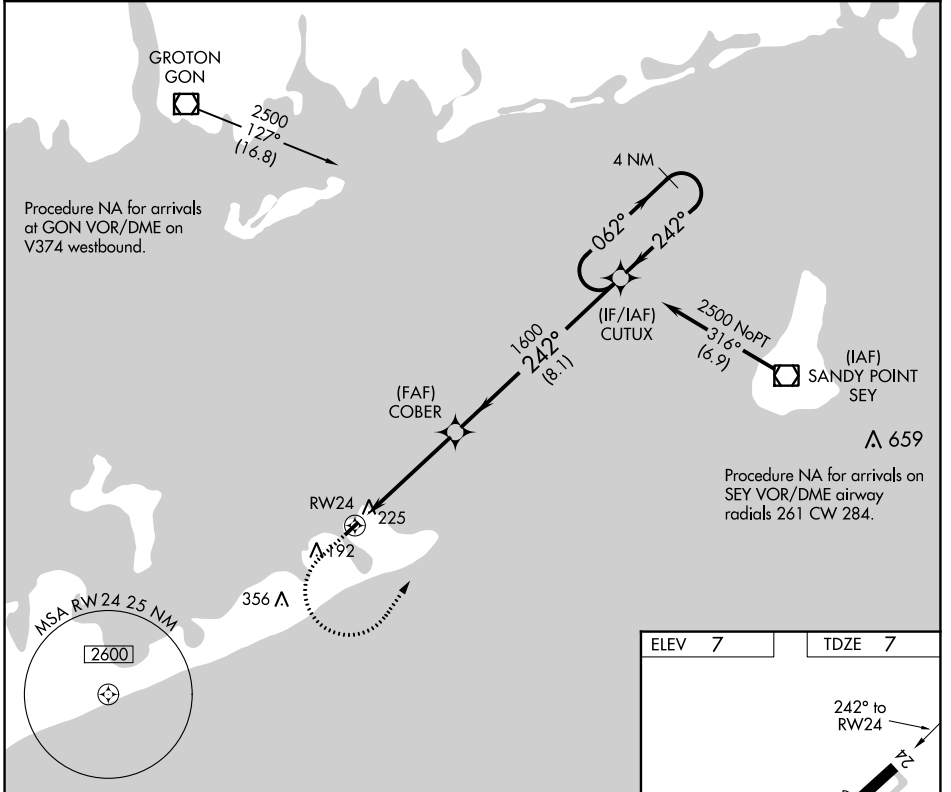 GROTON
GON
2500
127°
(16.8)
Procedure NA for arrivals
at GON VOR/DME on
V374 westbound.
4 NM
062°
242°
(IF/IAF)
CUTUX
2500 NoPT
316°
(6.9)
(IAF)
SANDY POINT
SEY
1600
242°
(8.1)
(FAF)
COBER
659
Procedure NA for arrivals on
SEY VOR/DME airway
radials 261 CW 284.
RW24
225
192
356
MSA RW24 25 NM
2600
ELEV 7
TDZE 7
242° to
RW24
24